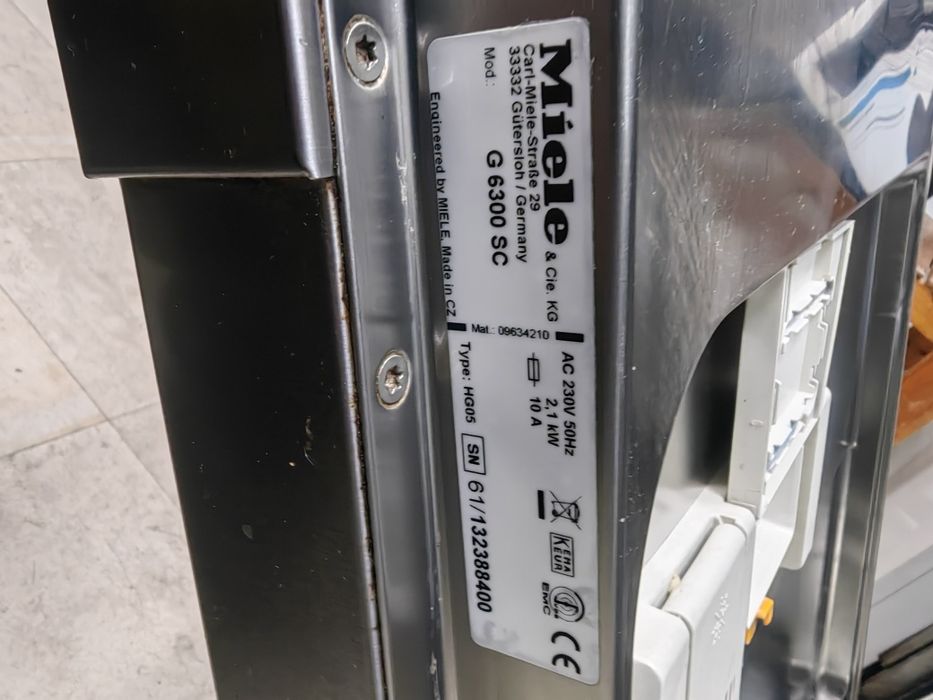 Miele & Cie. KG
Carl-Miele-Straße 29
33332 Gütersloh / Germany
Mod.: G 6300 SC
Engineered by MIELE, Made in CZ
Mat.: 09634210
AC 230V 50Hz
2,1 kW
10 A
Type: HG05
SN 61/132388400
KEMA
KEUR
EMC
CE